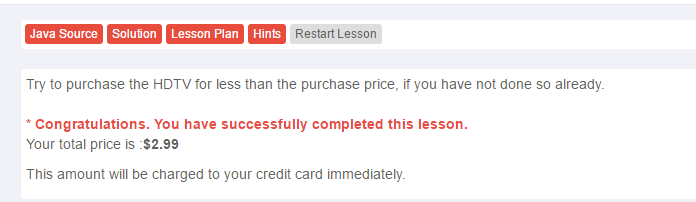 Java Source Solution Lesson Plan Hints Restart Lesson
Try to purchase the HDTV for less than the purchase price, if you have not done so already.
* Congratulations. You have successfully completed this lesson.
Your total price is :$2.99
This amount will be charged to your credit card immediately.